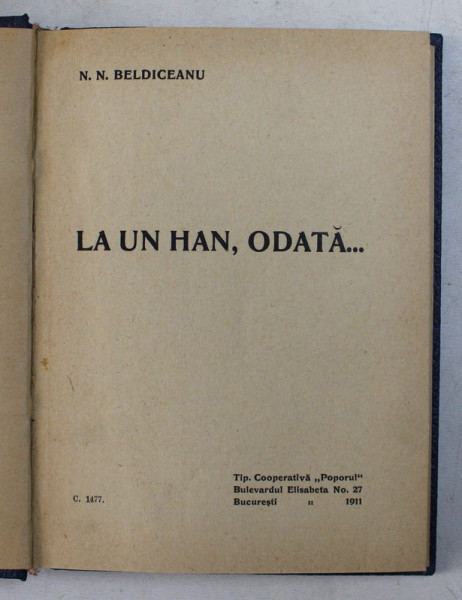 N. N. BELDICEANU
LA UN HAN, ODATĂ...
Tip. Cooperativă „Poporul"
Bulevardul Elisabeta No. 27
București " 1911
C. 1477.